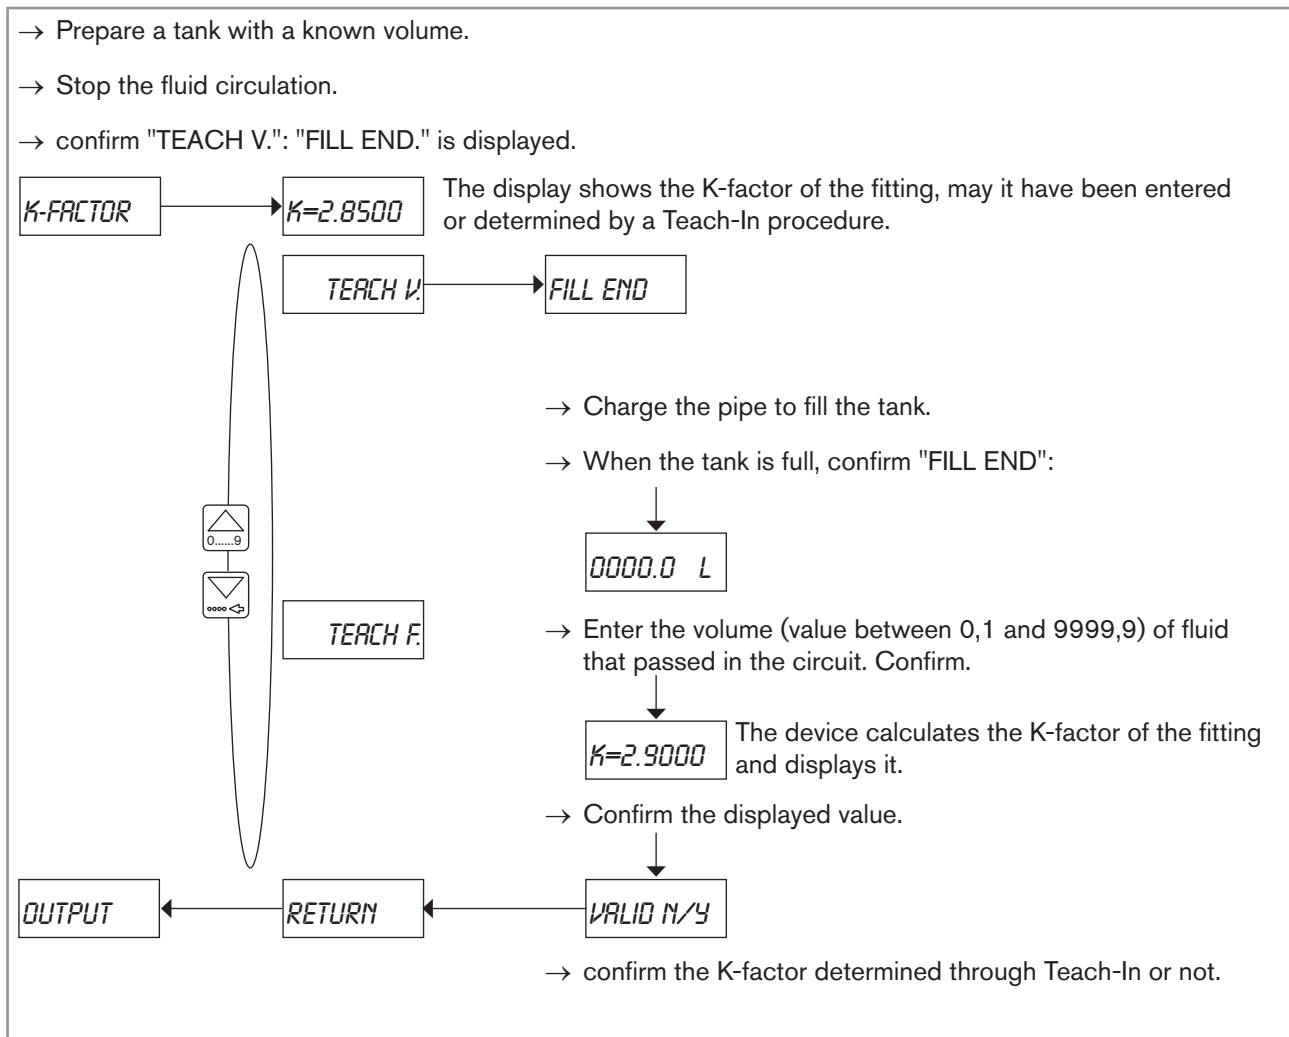 → Prepare a tank with a known volume.
→ Stop the fluid circulation.
→ confirm "TEACH V.": "FILL END." is displayed.
K-FACTOR
K=2.8500
The display shows the K-factor of the fitting, may it have been entered
or determined by a Teach-In procedure.
TEACH V.
FILL END
→ Charge the pipe to fill the tank.
→ When the tank is full, confirm "FILL END":
0......9
0000.0 L
TEACH F.
→ Enter the volume (value between 0,1 and 9999,9) of fluid
that passed in the circuit. Confirm.
K=2.9000
The device calculates the K-factor of the fitting
and displays it.
→ Confirm the displayed value.
OUTPUT
RETURN
VALID N/Y
→ confirm the K-factor determined through Teach-In or not.